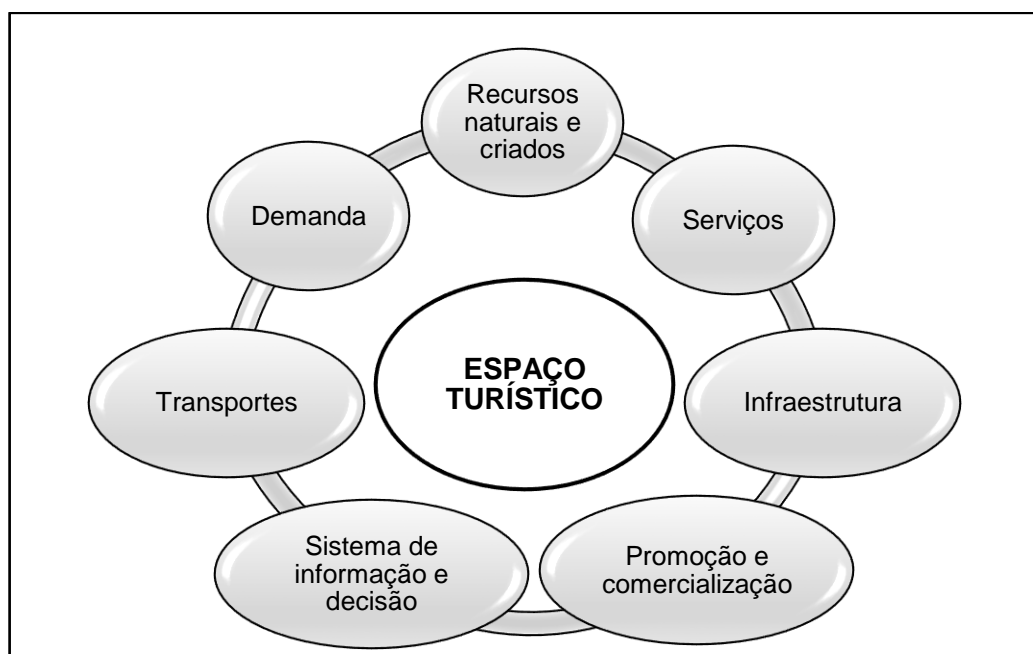 Recursos
naturais e
criados
Demanda
Serviços
ESPAÇO
TURÍSTICO
Transportes
Infraestrutura
Sistema de
informação e
decisão
Promoção e
comercialização